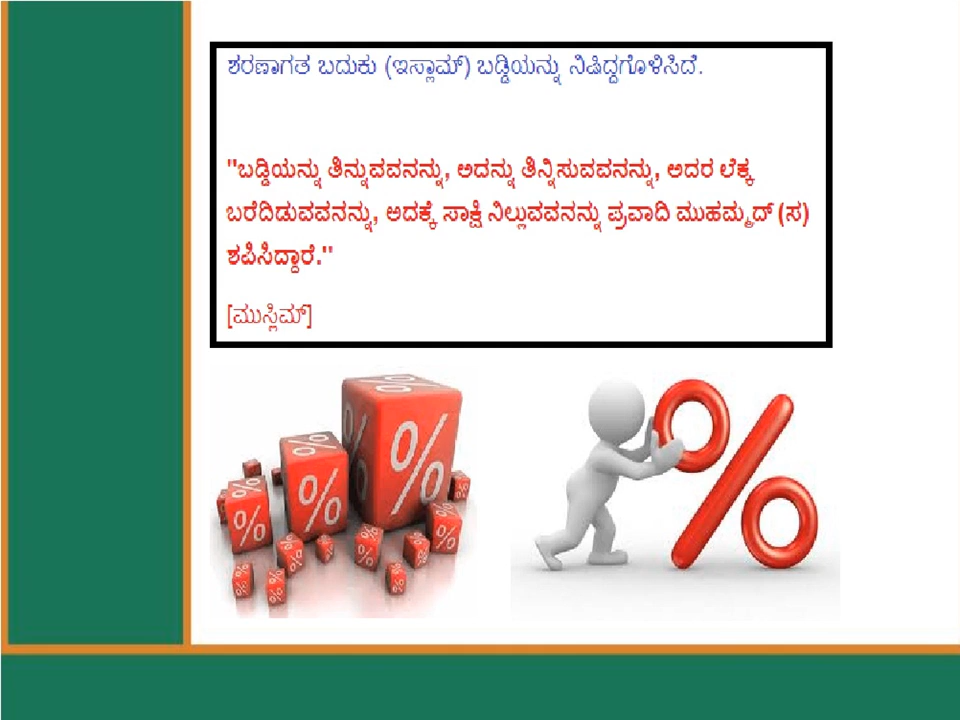 ಶರಣಾಗತ ಬದುಕು (ಇಸ್ಲಾಮ್) ಬಡ್ಡಿಯನ್ನು ನಿಷಿದ್ದಗೊಳಿಸಿದೆ.
"ಬಡ್ಡಿಯನ್ನು ತಿನ್ನುವವನನ್ನು, ಅದನ್ನು ತಿನ್ನಿಸುವವನನ್ನು, ಅದರ ಲೆಕ್ಕ
ಬರೆದಿಡುವವನನ್ನು, ಅದಕ್ಕೆ ಸಾಕ್ಷಿ ನಿಲ್ಲುವವನನ್ನು ಪ್ರವಾದಿ ಮುಹಮ್ಮದ್ (ಸ)
ಶಪಿಸಿದ್ದಾರೆ."
[ಮುಸ್ಲಿಮ್]